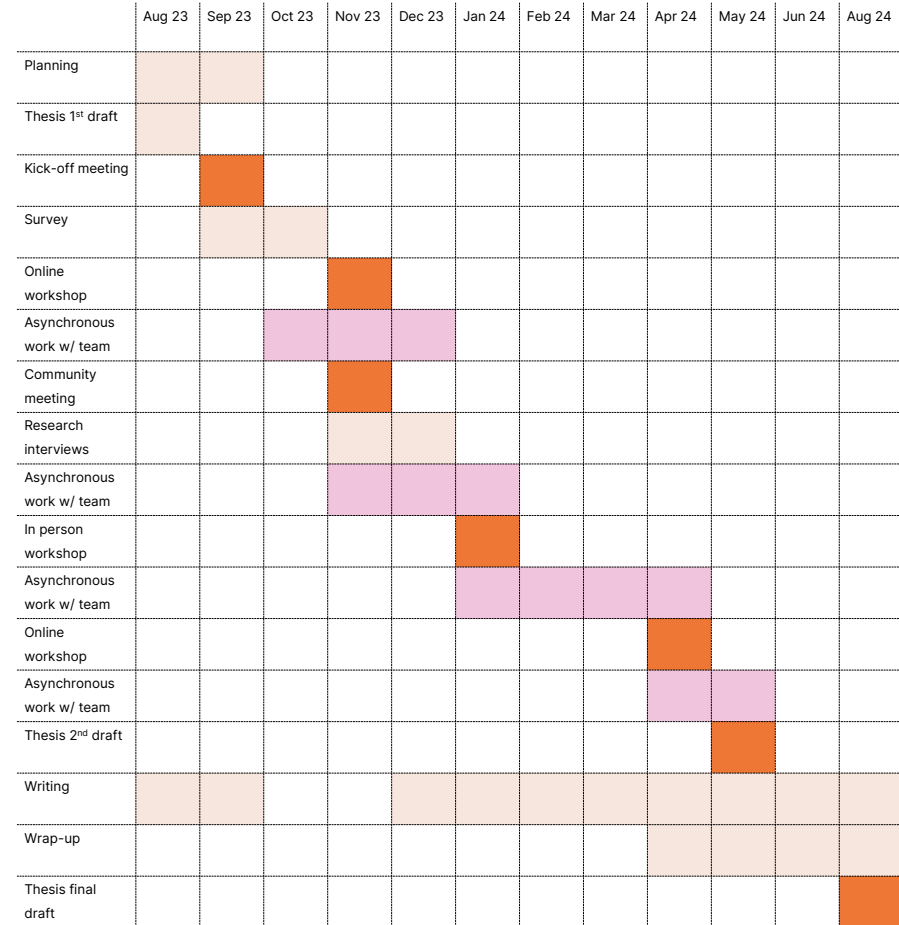 Aug 23 Sep 23 Oct 23 Nov 23 Dec 23 Jan 24 Feb 24 Mar 24 Apr 24 May 24 Jun 24 Aug 24
Planning
Thesis 1st draft
Kick-off meeting
Survey
Online
workshop
Asynchronous
work w/ team
Community
meeting
Research
interviews
Asynchronous
work w/ team
In person
workshop
Asynchronous
work w/ team
Online
workshop
Asynchronous
work w/ team
Thesis 2nd draft
Writing
Wrap-up
Thesis final
draft